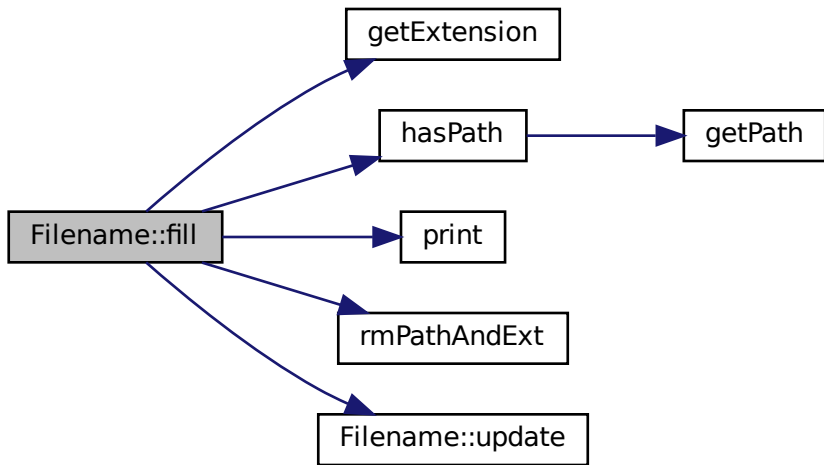 getExtension
hasPath
getPath
Filename::fill
print
rmPathAndExt
Filename::update